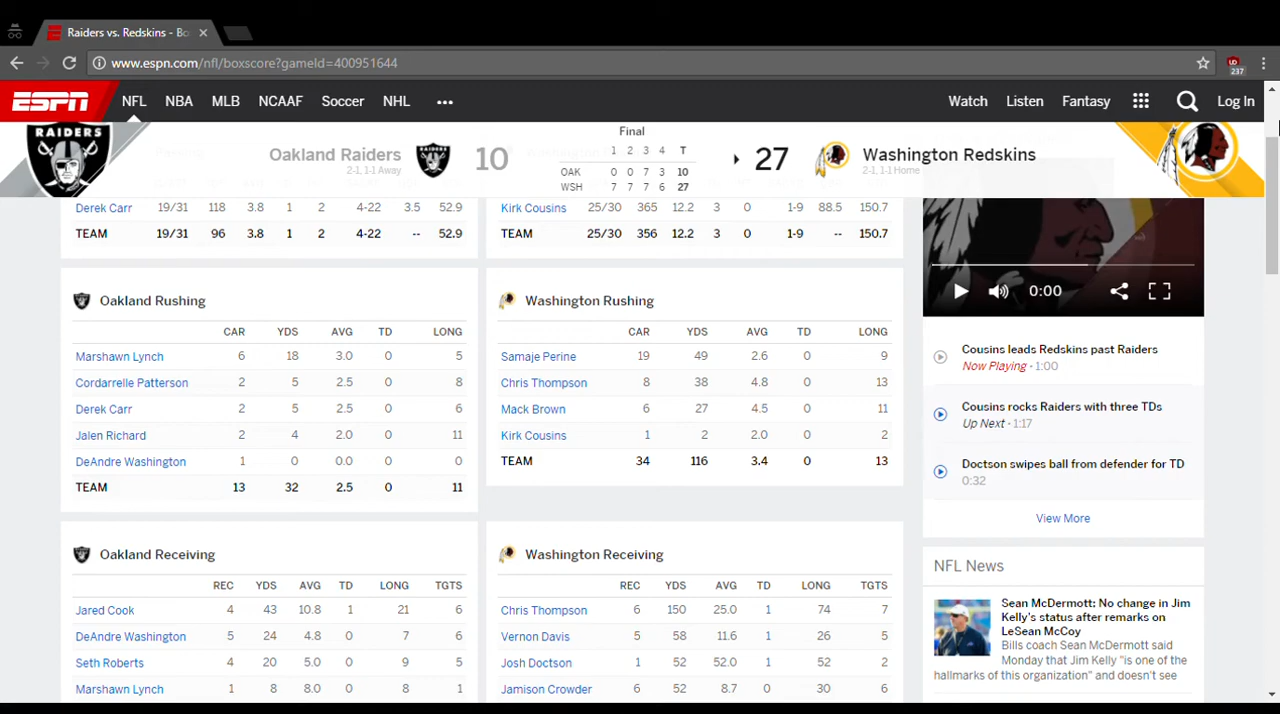 Raiders vs. Redskins - Bo
www.espn.com/nfl/boxscore?gameId=400951644
237
ESPN NFL NBA MLB NCAAF Soccer NHL ••• Watch Listen Fantasy Log In
RAIDERS
Final
Oakland Raiders 10 1 2 3 4 T 27 Washington Redskins
2-1, 1-1 Away OAK 0 0 7 3 10 2-1, 1-1 Home
WSH 7 7 7 6 27
Derek Carr 19/31 118 3.8 1 2 4-22 3.5 52.9
TEAM 19/31 96 3.8 1 2 4-22 -- 52.9
Kirk Cousins 25/30 365 12.2 3 0 1-9 88.5 150.7
TEAM 25/30 356 12.2 3 0 1-9 -- 150.7
Oakland Rushing
CAR YDS AVG TD LONG
Marshawn Lynch 6 18 3.0 0 5
Cordarrelle Patterson 2 5 2.5 0 8
Derek Carr 2 5 2.5 0 6
Jalen Richard 2 4 2.0 0 11
DeAndre Washington 1 0 0.0 0 0
TEAM 13 32 2.5 0 11
Washington Rushing
CAR YDS AVG TD LONG
Samaje Perine 19 49 2.6 0 9
Chris Thompson 8 38 4.8 0 13
Mack Brown 6 27 4.5 0 11
Kirk Cousins 1 2 2.0 0 2
TEAM 34 116 3.4 0 13
Oakland Receiving
REC YDS AVG TD LONG TGTS
Jared Cook 4 43 10.8 1 21 6
DeAndre Washington 5 24 4.8 0 7 6
Seth Roberts 4 20 5.0 0 9 5
Marshawn Lynch 1 8 8.0 0 8 1
Washington Receiving
REC YDS AVG TD LONG TGTS
Chris Thompson 6 150 25.0 1 74 7
Vernon Davis 5 58 11.6 1 26 5
Josh Doctson 1 52 52.0 1 52 2
Jamison Crowder 6 52 8.7 0 30 6
0:00
Cousins leads Redskins past Raiders
Now Playing - 1:00
Cousins rocks Raiders with three TDs
Up Next - 1:17
Doctson swipes ball from defender for TD
0:32
View More
NFL News
Sean McDermott: No change in Jim
Kelly's status after remarks on
LeSean McCoy
Bills coach Sean McDermott said
Monday that Jim Kelly "is one of the
hallmarks of this organization" and doesn't see